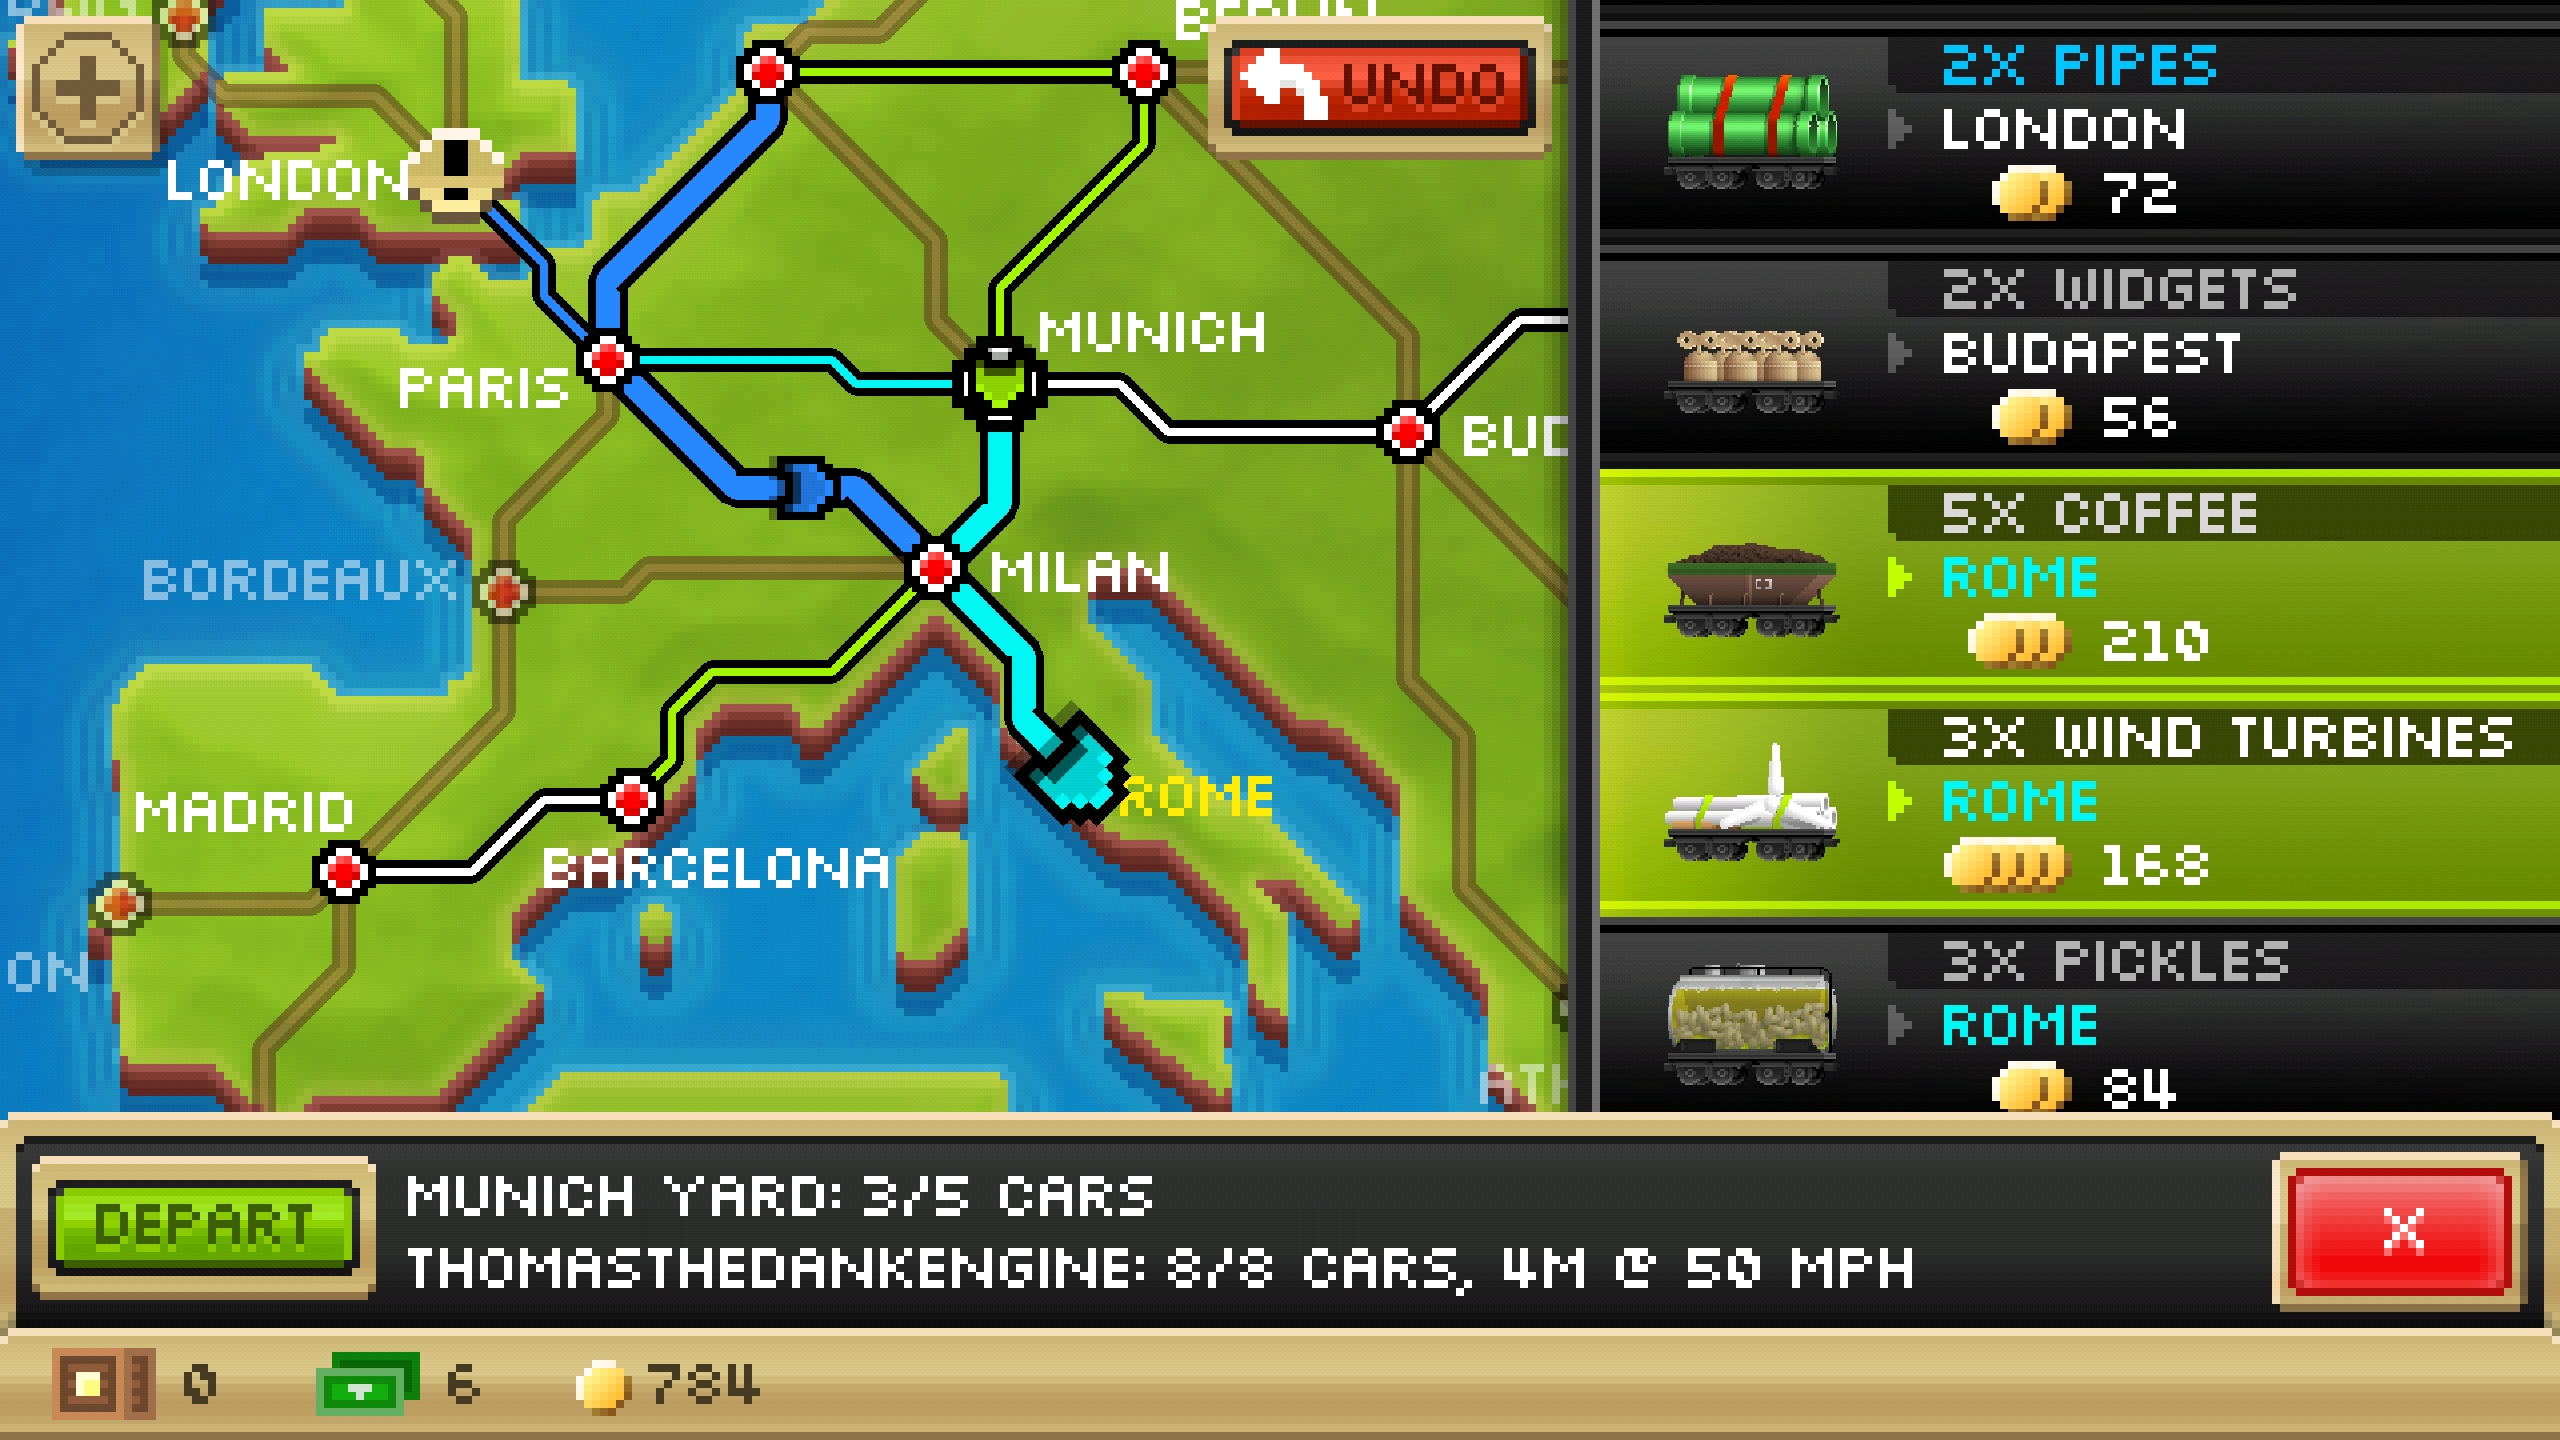 UNDO
LONDON
MUNICH
PARIS
BORDEAUX
MILAN
MADRID
ROME
BARCELONA
2X PIPES
LONDON
72
2X WIDGETS
BUDAPEST
56
5X COFFEE
ROME
210
3X WIND TURBINES
ROME
168
3X PICKLES
ROME
84
DEPART
MUNICH YARD: 3/5 CARS
THOMASTHEDANKENGINE: 8/8 CARS, 4M @ 50 MPH
X
0
6
784